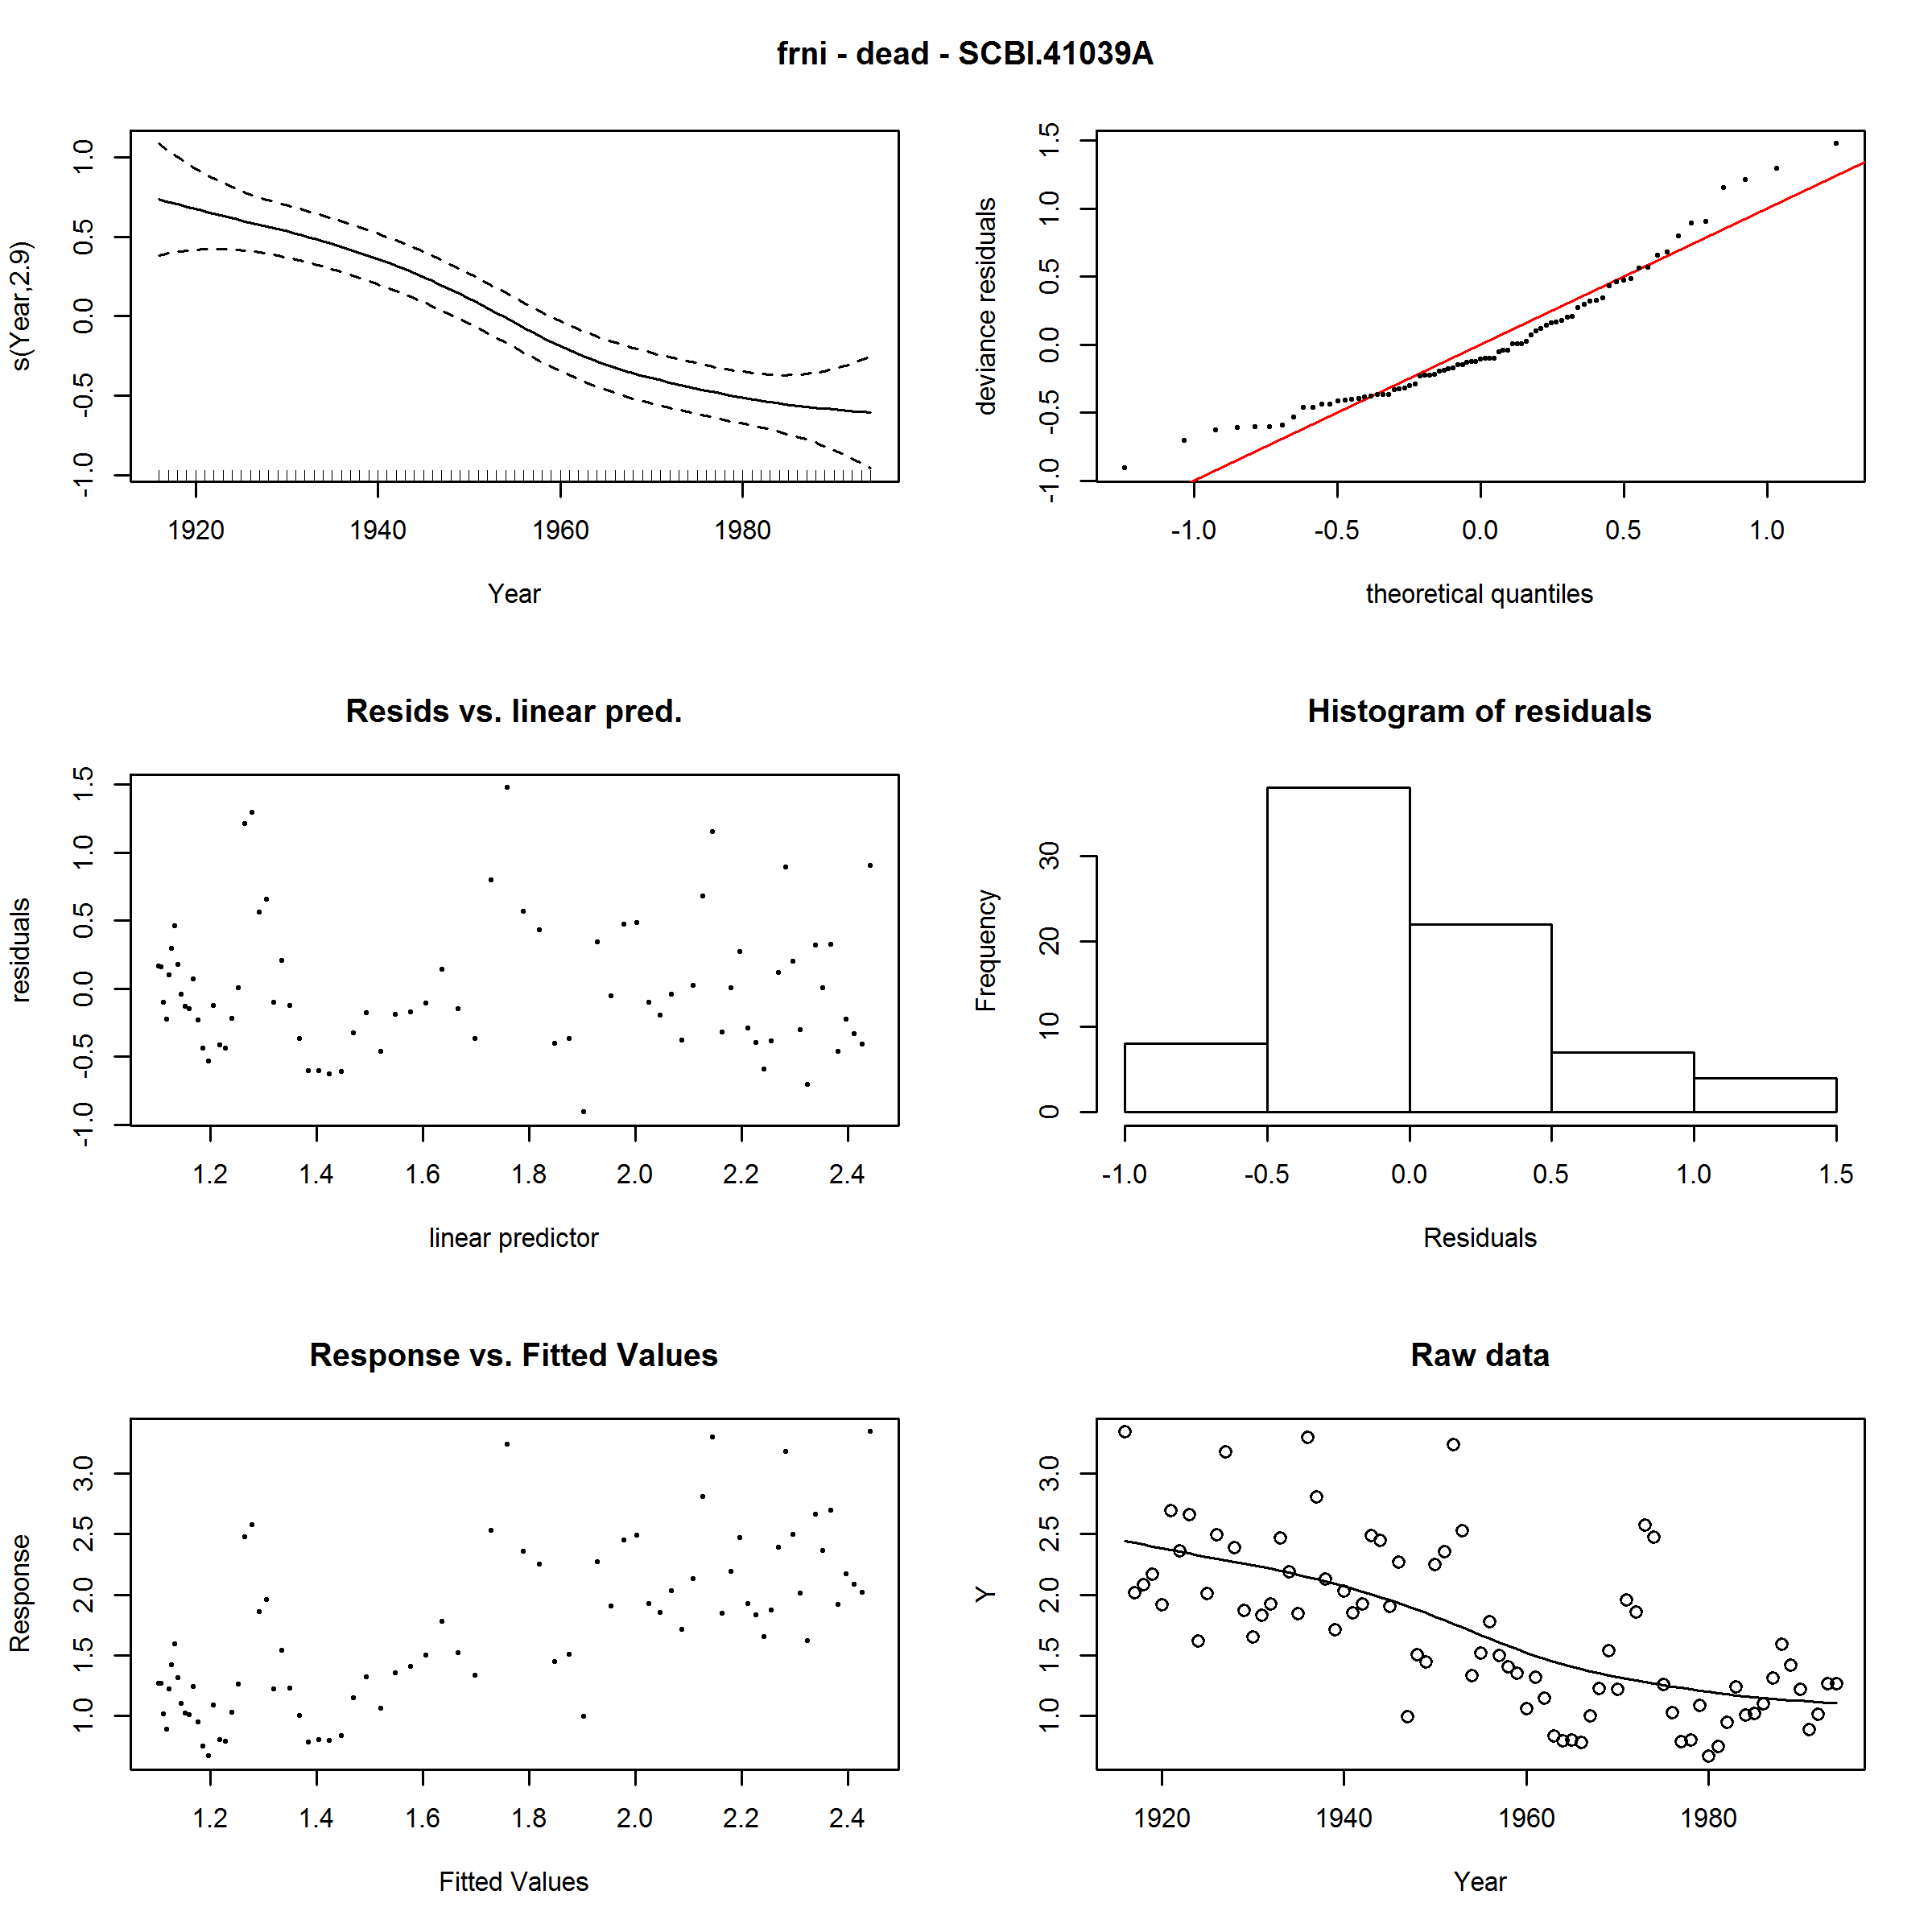 frni - dead - SCBI.41039A
s(Year,2.9)
1.0
0.5
0.0
-0.5
-1.0
1920 1940 1960 1980
Year
deviance residuals
1.5
1.0
0.5
0.0
-0.5
-1.0
-1.0 -0.5 0.0 0.5 1.0
theoretical quantiles
Resids vs. linear pred.
residuals
1.5
1.0
0.5
0.0
-0.5
-1.0
1.2 1.4 1.6 1.8 2.0 2.2 2.4
linear predictor
Histogram of residuals
Frequency
30
20
10
0
-1.0 -0.5 0.0 0.5 1.0 1.5
Residuals
Response vs. Fitted Values
Response
3.0
2.5
2.0
1.5
1.0
1.2 1.4 1.6 1.8 2.0 2.2 2.4
Fitted Values
Raw data
Y
3.0
2.5
2.0
1.5
1.0
1920 1940 1960 1980
Year